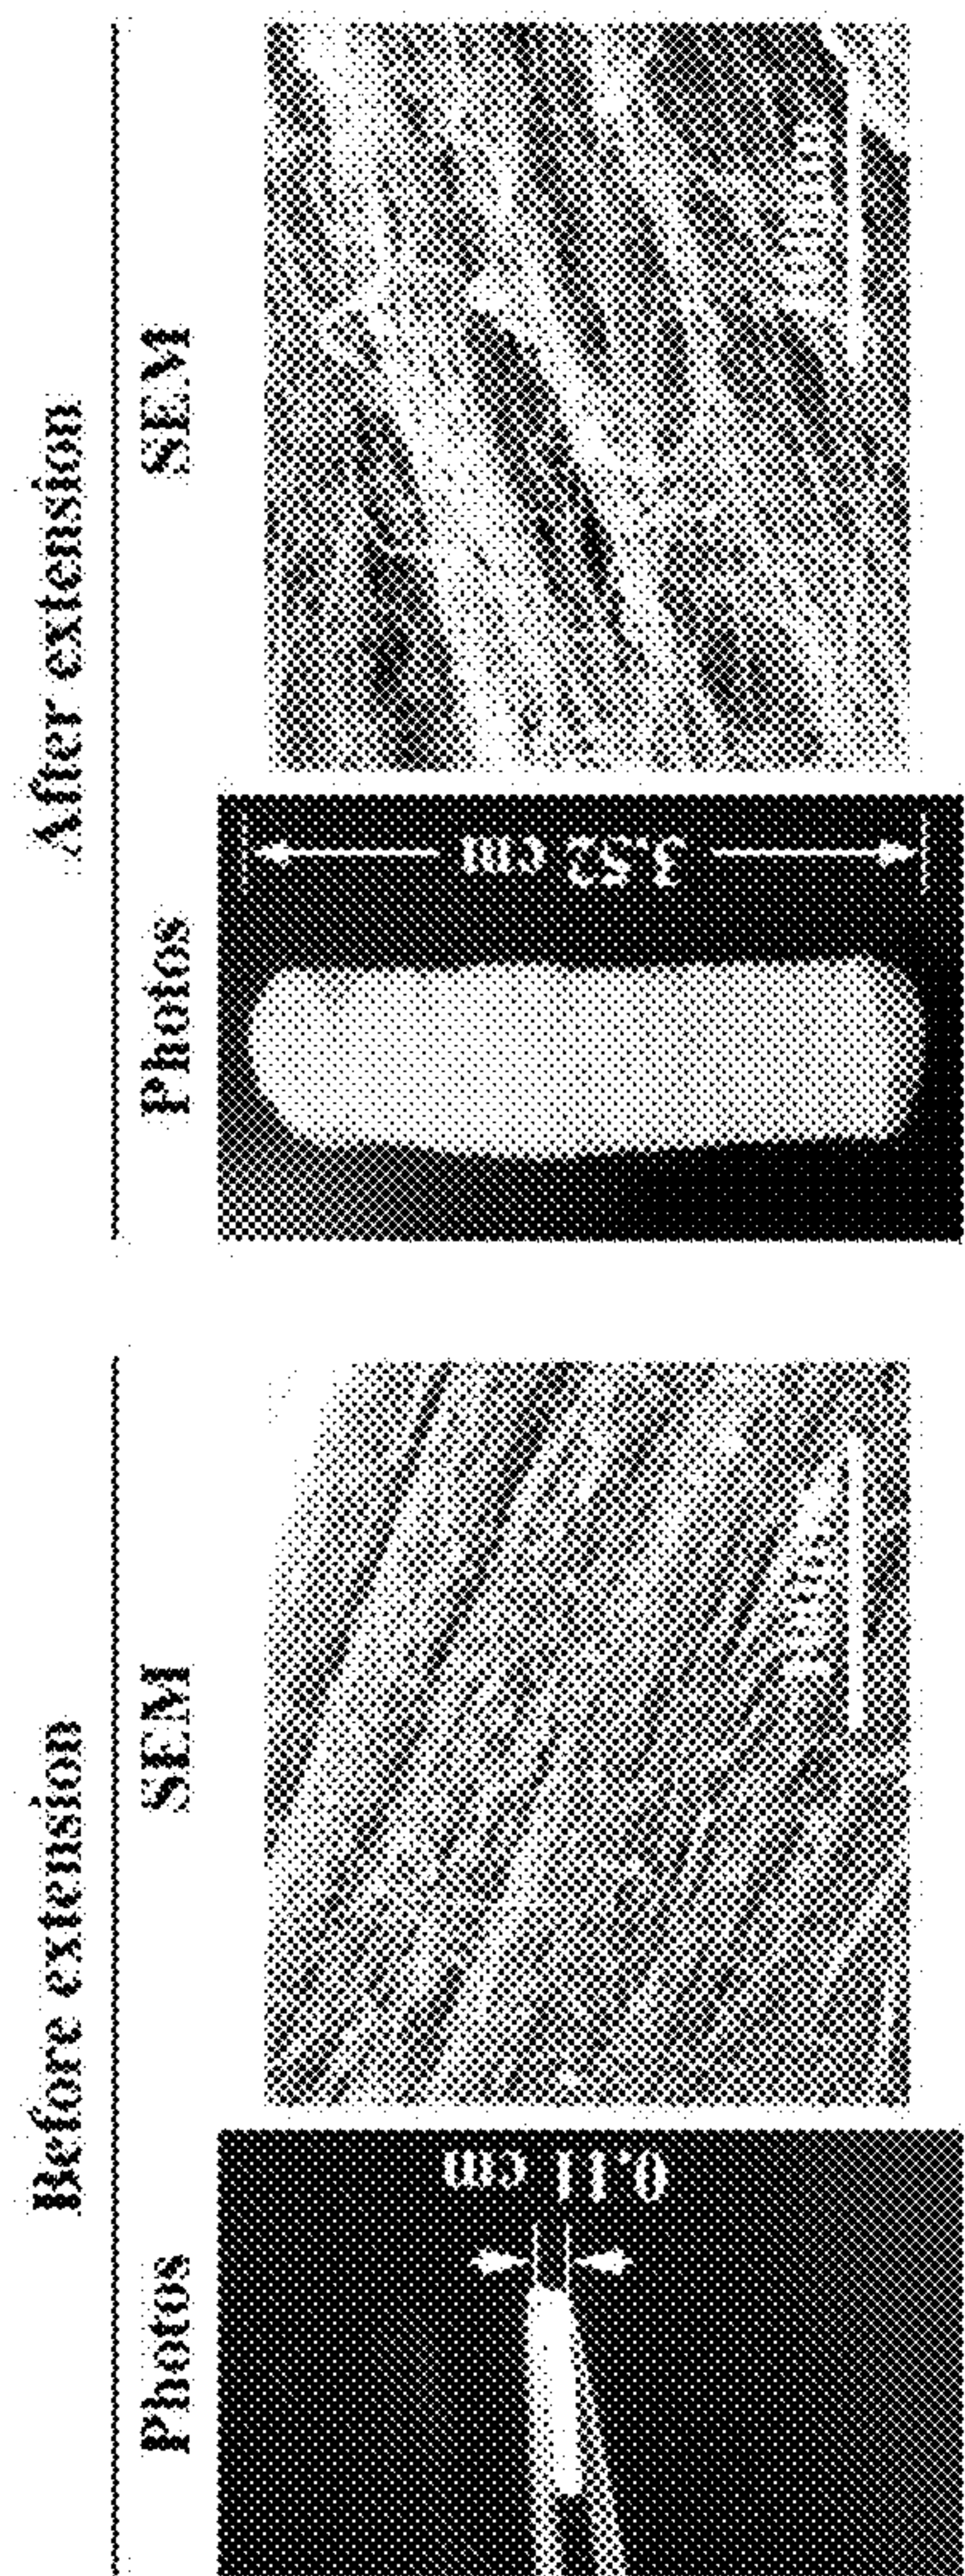 Before extension
After extension
Photos
SEM
Photos
SEM
0.11 cm
3.52 cm